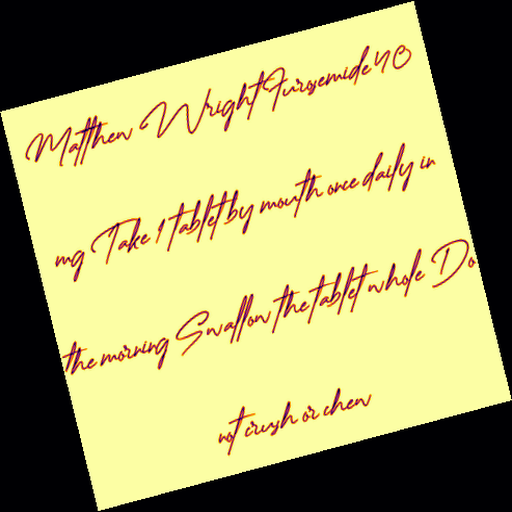 Matthew Wright Furosemide 40
mg Take 1 tablet by mouth once daily in
the morning Swallow the tablet whole Do
not crush or chew